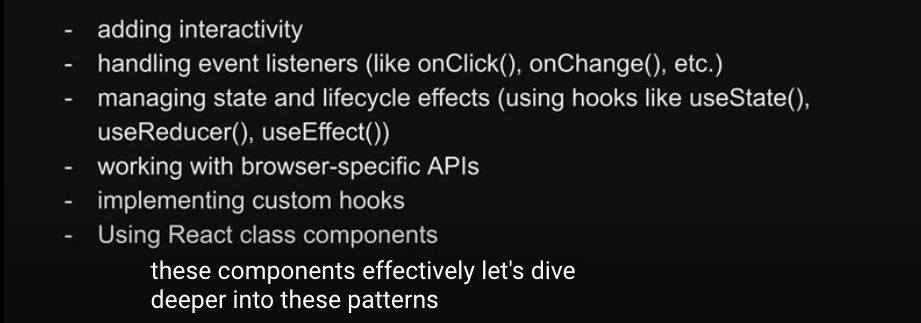 - adding interactivity
- handling event listeners (like onClick(), onChange(), etc.)
- managing state and lifecycle effects (using hooks like useState(),
useReducer(), useEffect())
- working with browser-specific APIs
- implementing custom hooks
- Using React class components
these components effectively let's dive
deeper into these patterns